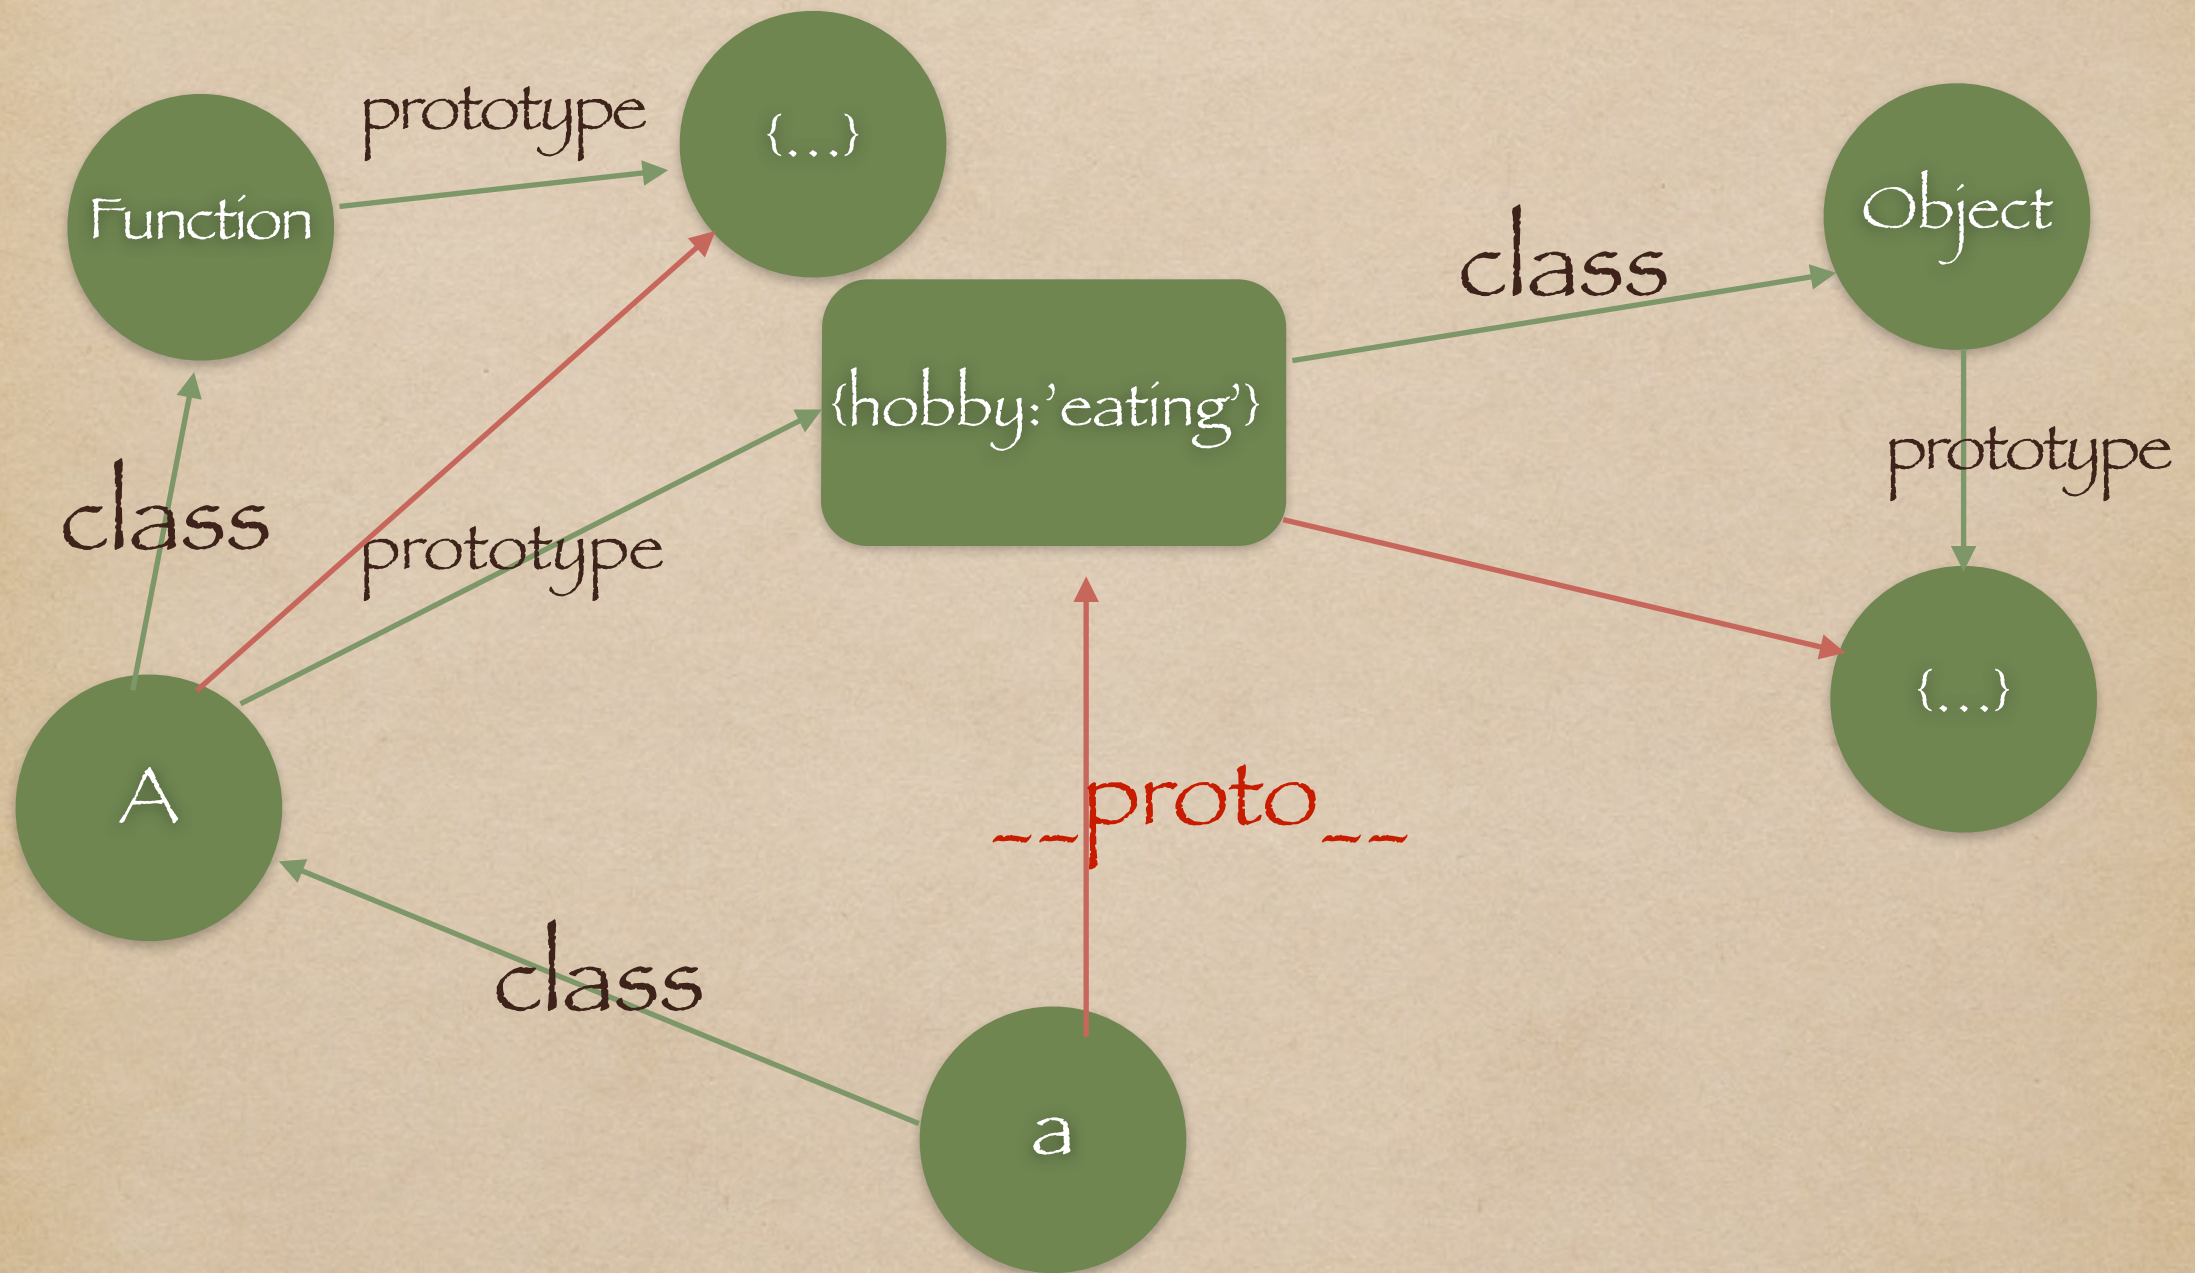 prototype
{...}
Function
Object
class
{hobby:'eating'}
prototype
class
prototype
{...}
A
__proto__
class
a